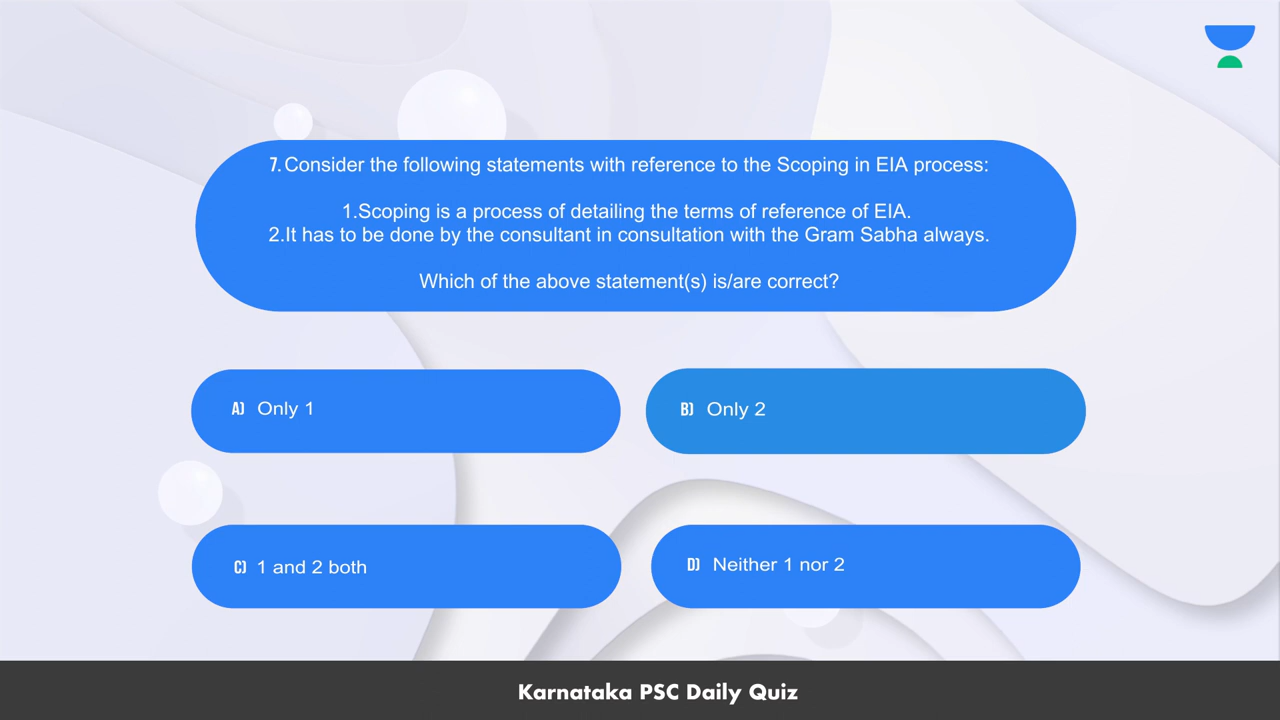 7. Consider the following statements with reference to the Scoping in EIA process:
1.Scoping is a process of detailing the terms of reference of EIA.
2.It has to be done by the consultant in consultation with the Gram Sabha always.
Which of the above statement(s) is/are correct?
A) Only 1
B) Only 2
C) 1 and 2 both
D) Neither 1 nor 2
Karnataka PSC Daily Quiz